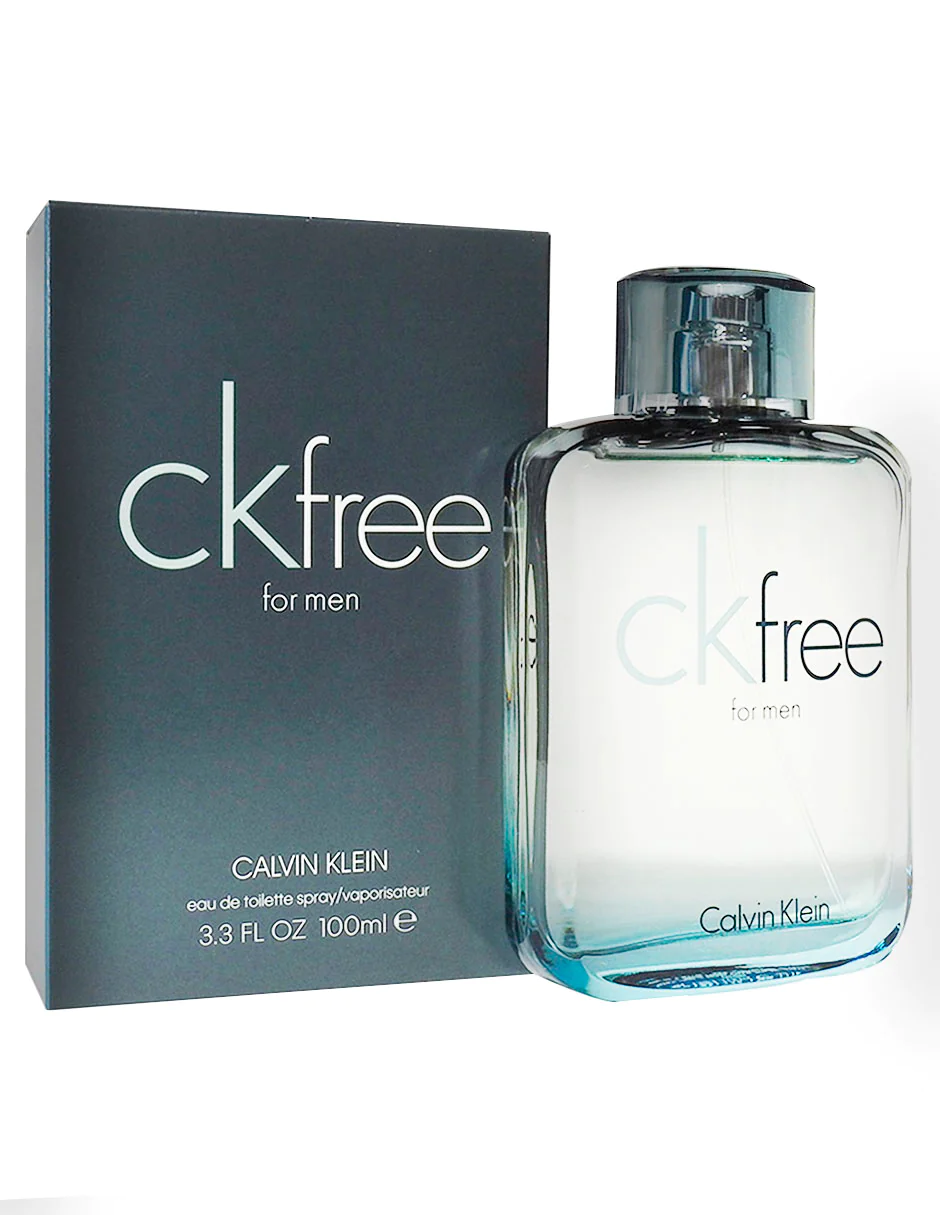 ckfree
for men
CALVIN KLEIN
eau de toilette spray/vaporisateur
3.3 FL OZ 100ml ℮
ckfree
for men
Calvin Klein